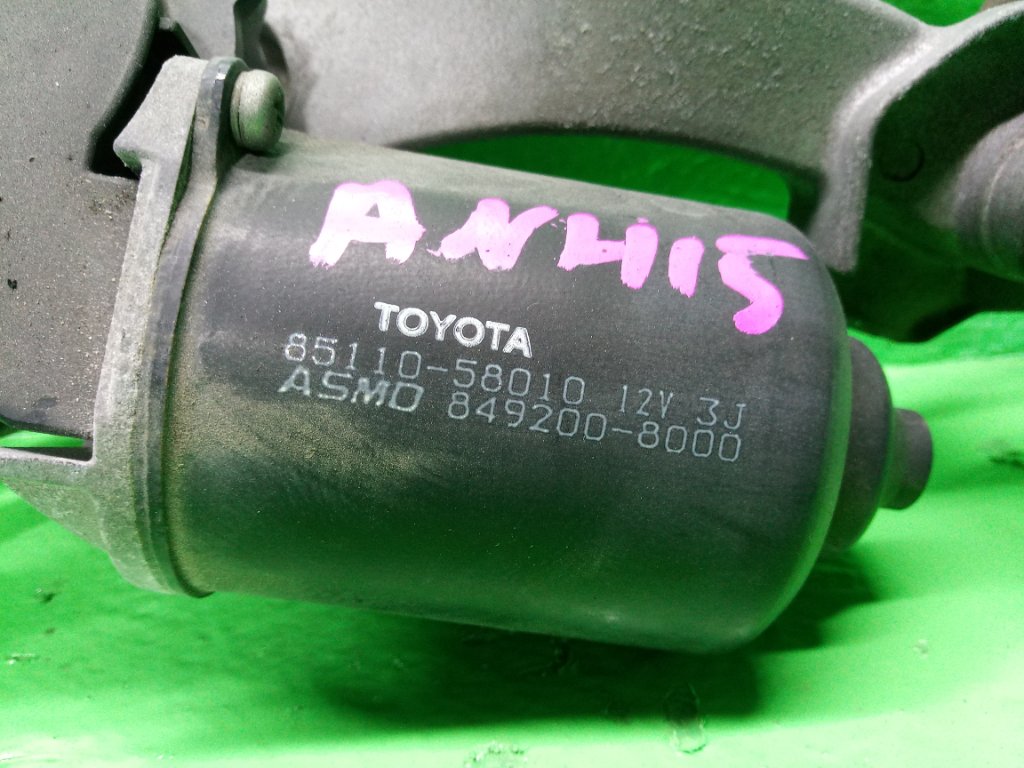 ANH15
TOYOTA
85110-58010 12V 3J
ASMO 849200-8000